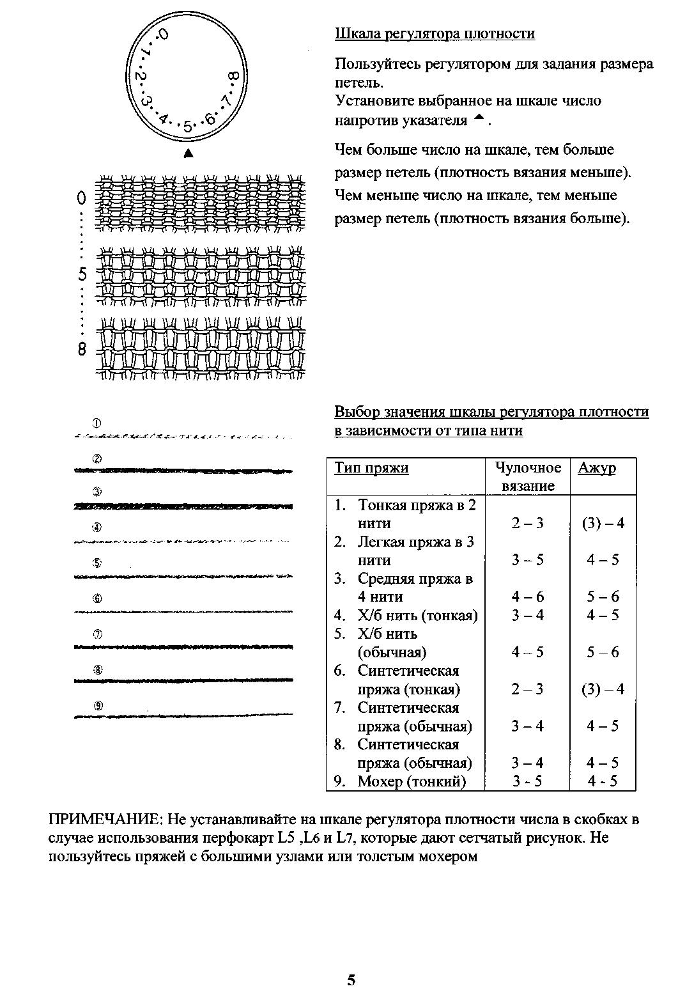 0 1 2 3 4 5 6 7 8
Шкала регулятора плотности
Пользуйтесь регулятором для задания размера
петель.
Установите выбранное на шкале число
напротив указателя ▲ .
Чем больше число на шкале, тем больше
размер петель (плотность вязания меньше).
Чем меньше число на шкале, тем меньше
размер петель (плотность вязания больше).
0
5
8
①
②
③
④
⑤
⑥
⑦
⑧
⑨
Выбор значения шкалы регулятора плотности
в зависимости от типа нити
Тип пряжи Чулочное Ажур
вязание
1. Тонкая пряжа в 2
нити 2 – 3 (3) – 4
2. Легкая пряжа в 3
нити 3 – 5 4 – 5
3. Средняя пряжа в
4 нити 4 – 6 5 – 6
4. Х/б нить (тонкая) 3 – 4 4 – 5
5. Х/б нить
(обычная) 4 – 5 5 – 6
6. Синтетическая
пряжа (тонкая) 2 – 3 (3) – 4
7. Синтетическая
пряжа (обычная) 3 – 4 4 – 5
8. Синтетическая
пряжа (обычная) 3 – 4 4 – 5
9. Мохер (тонкий) 3 - 5 4 - 5
ПРИМЕЧАНИЕ: Не устанавливайте на шкале регулятора плотности числа в скобках в
случае использования перфокарт L5 ,L6 и L7, которые дают сетчатый рисунок. Не
пользуйтесь пряжей с большими узлами или толстым мохером
5